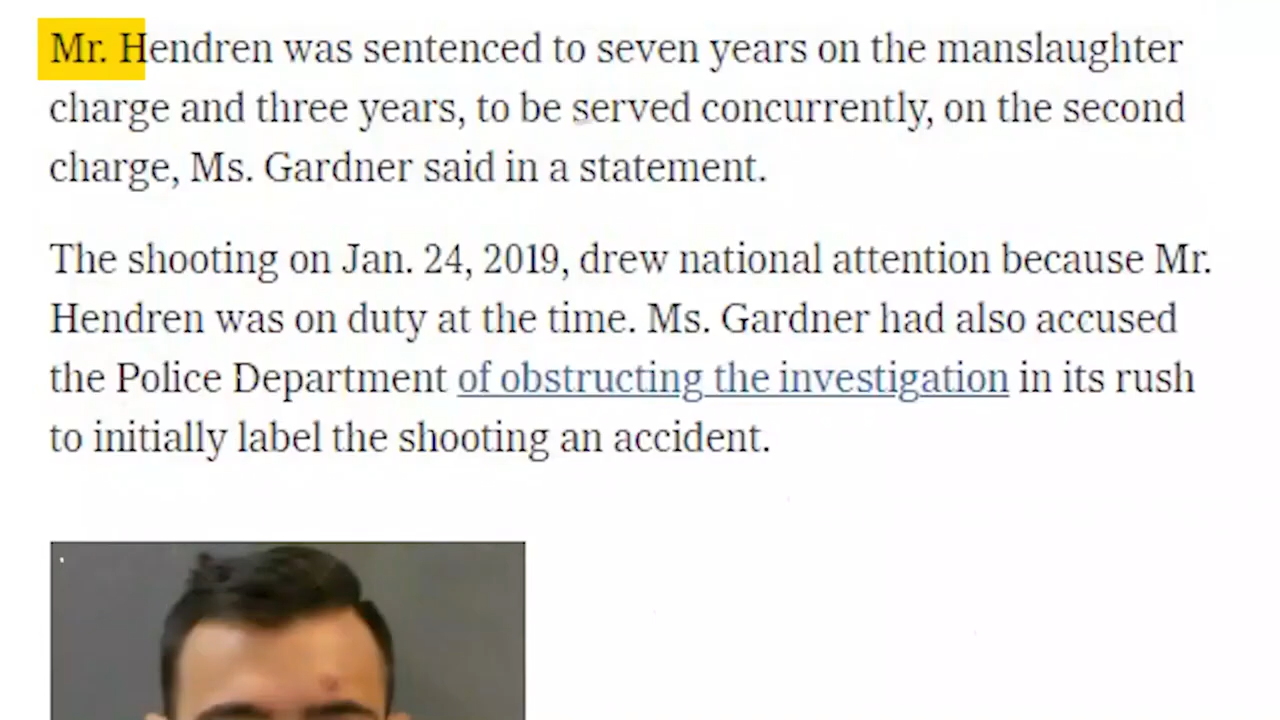 Mr. Hendren was sentenced to seven years on the manslaughter
charge and three years, to be served concurrently, on the second
charge, Ms. Gardner said in a statement.
The shooting on Jan. 24, 2019, drew national attention because Mr.
Hendren was on duty at the time. Ms. Gardner had also accused
the Police Department of obstructing the investigation in its rush
to initially label the shooting an accident.